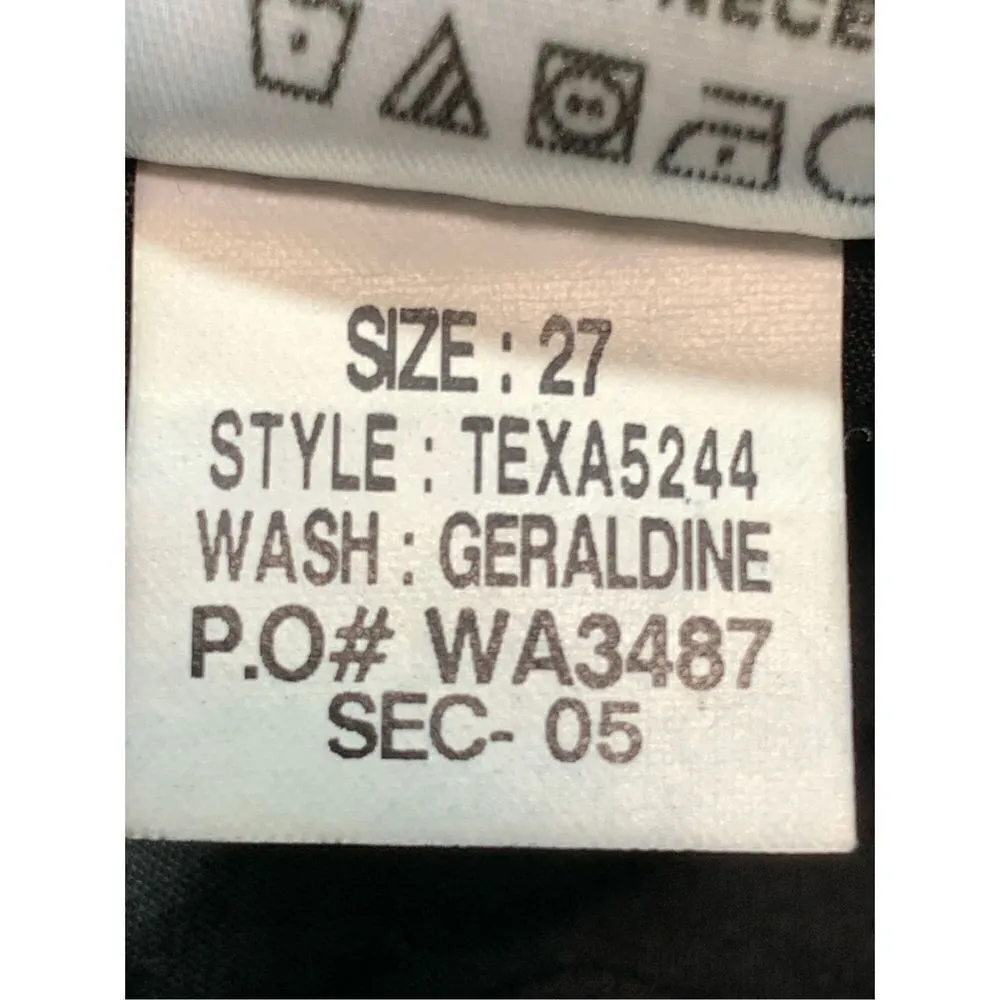 SIZE : 27
STYLE : TEXA5244
WASH : GERALDINE
P.O# WA3487
SEC- 05